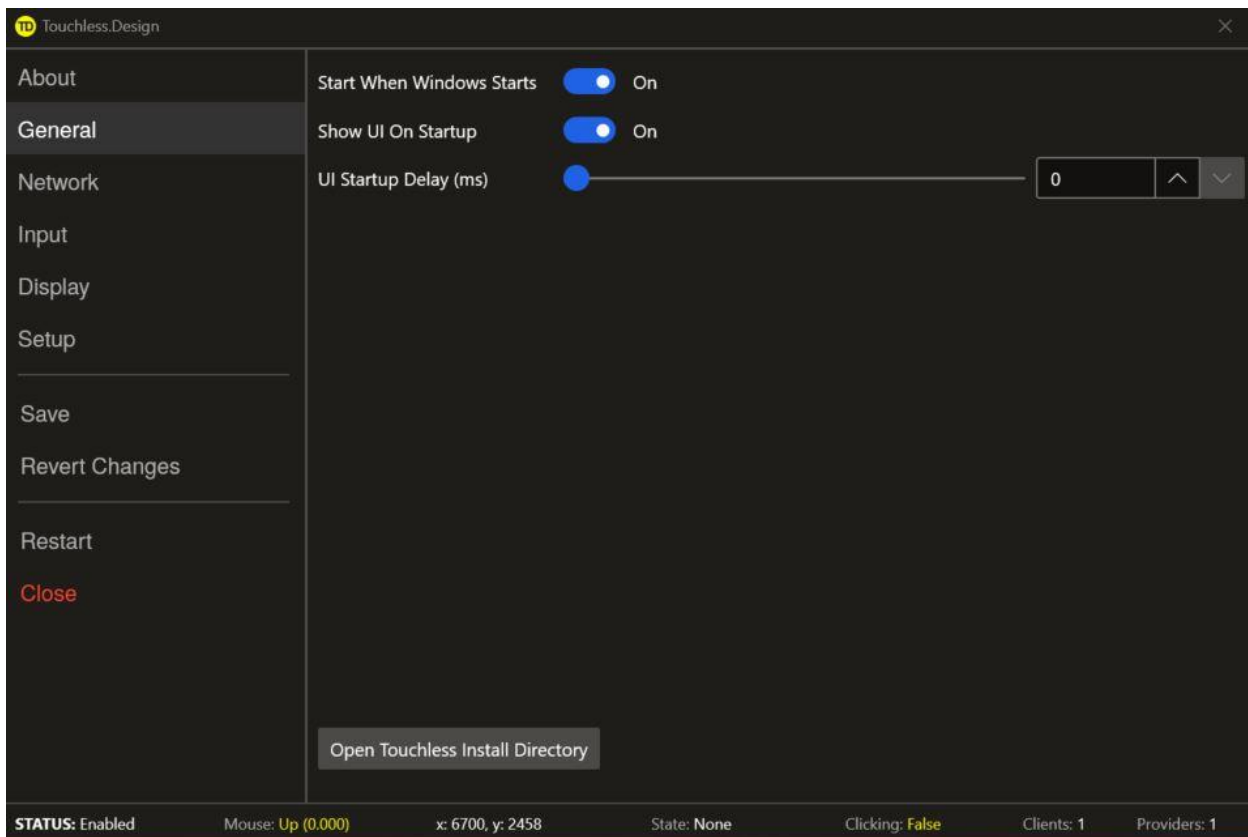 TD Touchless.Design
About
General
Network
Input
Display
Setup
Save
Revert Changes
Restart
Close
Start When Windows Starts On
Show UI On Startup On
UI Startup Delay (ms) 0
Open Touchless Install Directory
STATUS: Enabled Mouse: Up (0.000) x: 6700, y: 2458 State: None Clicking: False Clients: 1 Providers: 1